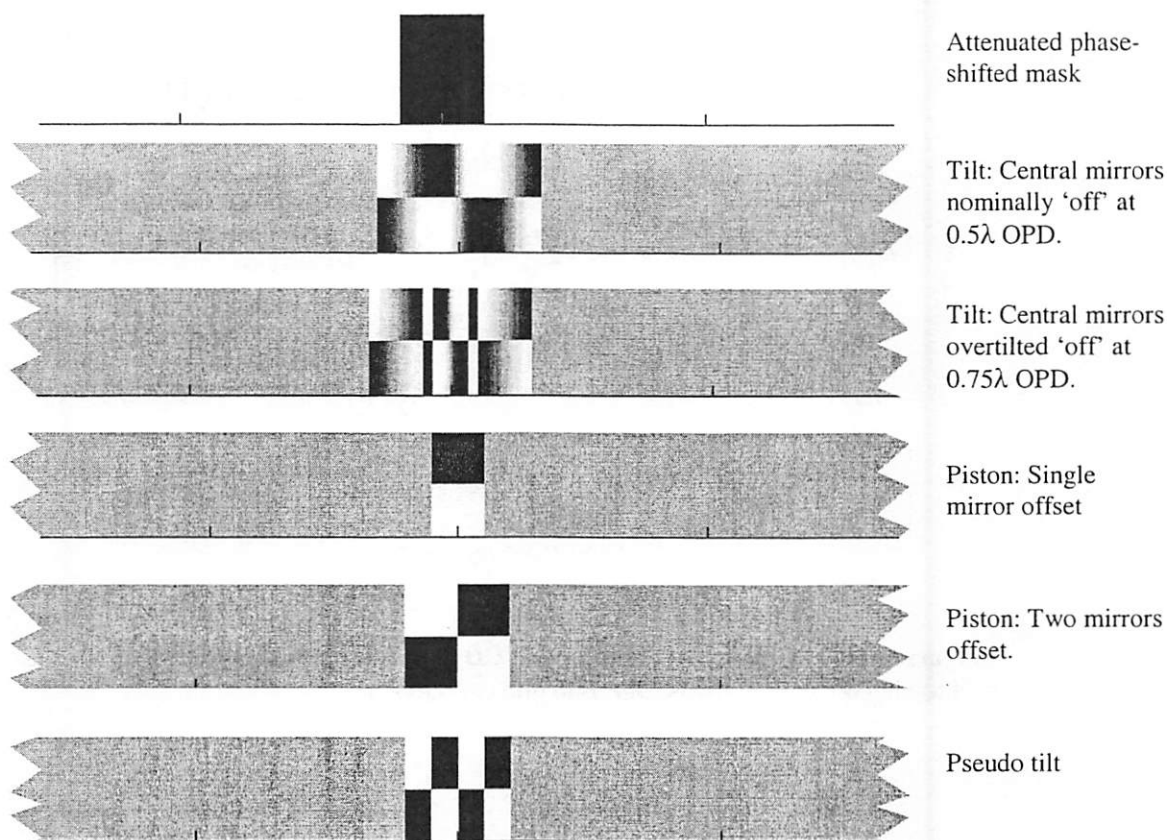 Attenuated phase-
shifted mask
Tilt: Central mirrors
nominally ‘off’ at
0.5λ OPD.
Tilt: Central mirrors
overtilted ‘off’ at
0.75λ OPD.
Piston: Single
mirror offset
Piston: Two mirrors
offset.
Pseudo tilt